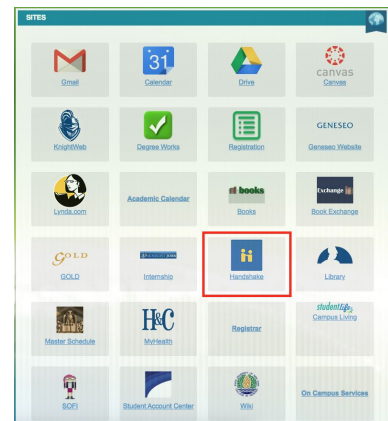 SITES
31
canvas
Gmail
Calendar
Drive
Canvas
GENESEO
KnightWeb
Degree Works
Registration
Geneseo Website
books
Exchange
Lynda.com
Academic Calendar
Books
Book Exchange
GOLD
GOLD
Internship
Handshake
Library
H&C
studentlife
Master Schedule
MyHealth
Registrar
Campus Living
SOFI
Student Account Center
Wiki
On Campus Services